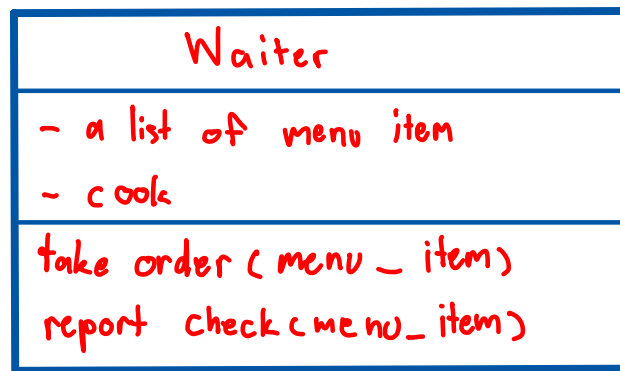 Waiter
- a list of menu item
- cook
take order (menu_item)
report check (menu_item)